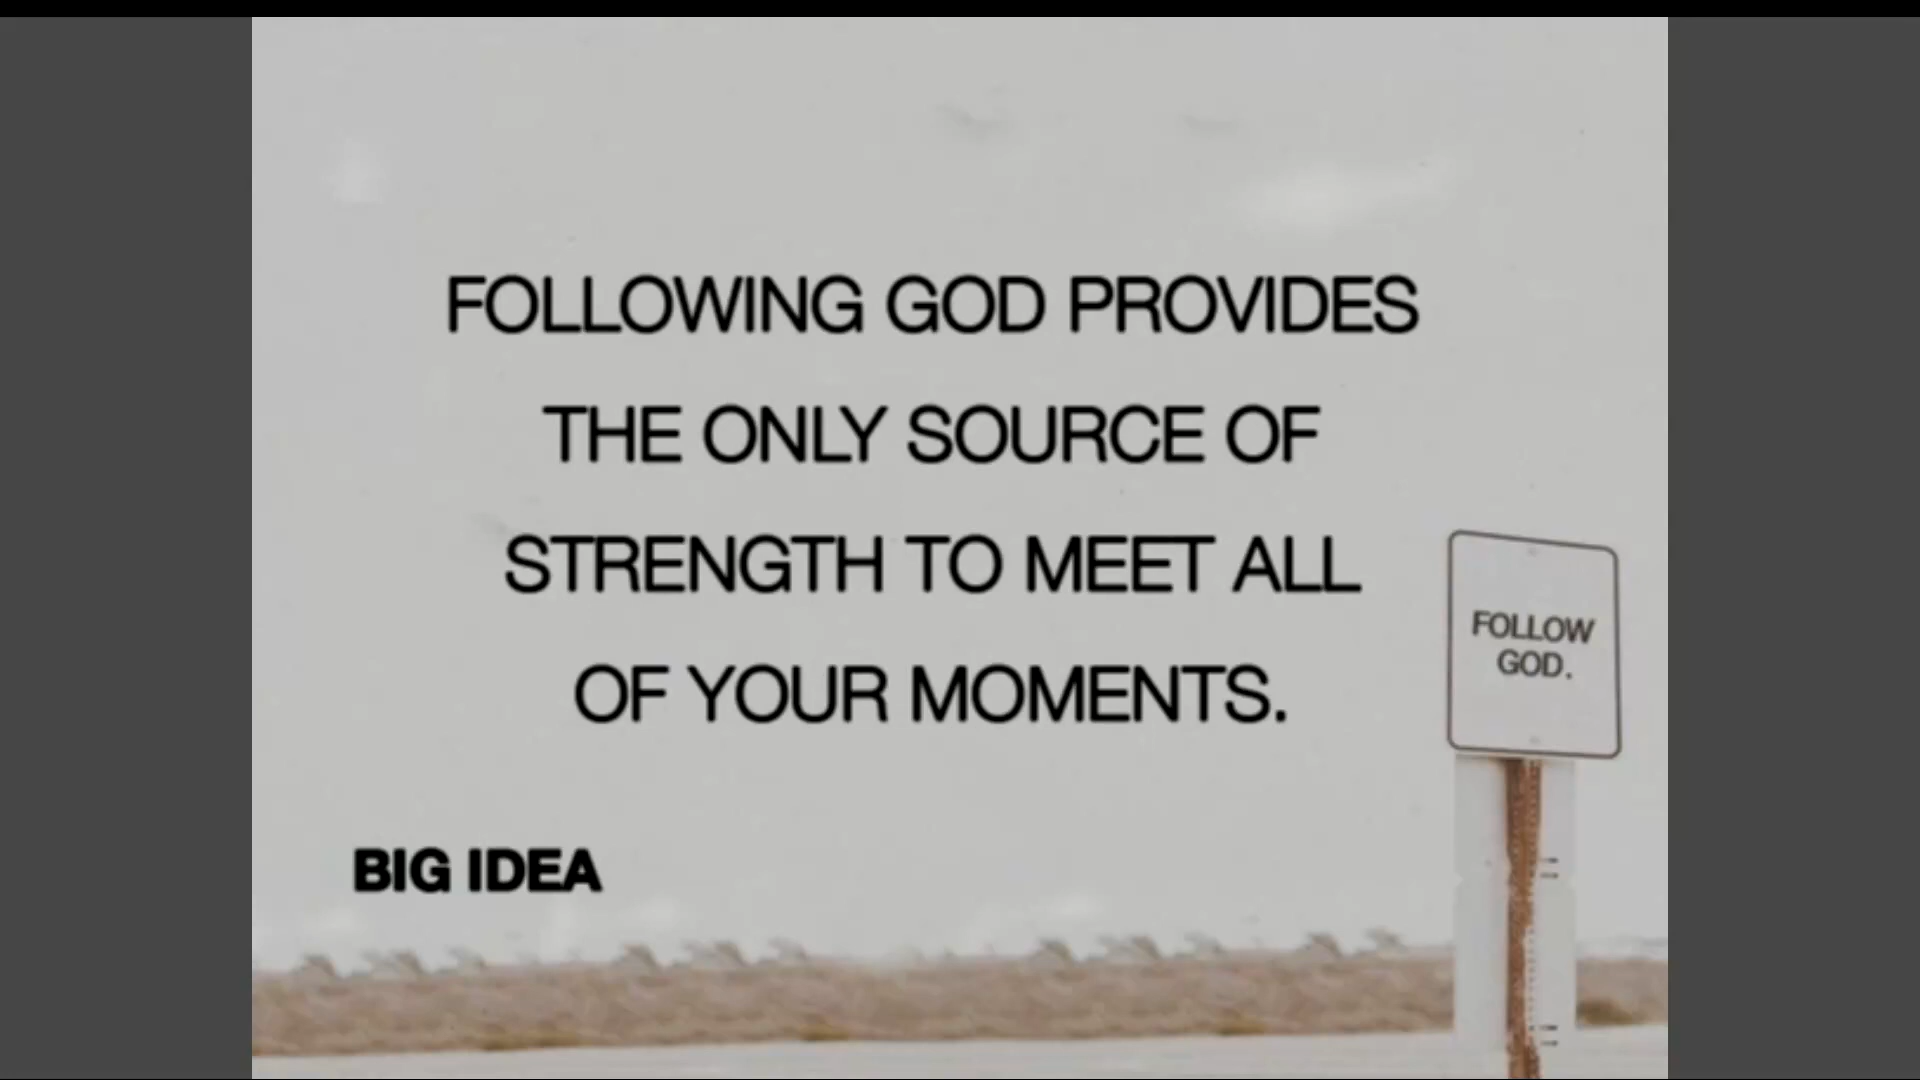 FOLLOWING GOD PROVIDES
THE ONLY SOURCE OF
STRENGTH TO MEET ALL
OF YOUR MOMENTS.
FOLLOW
GOD.
BIG IDEA